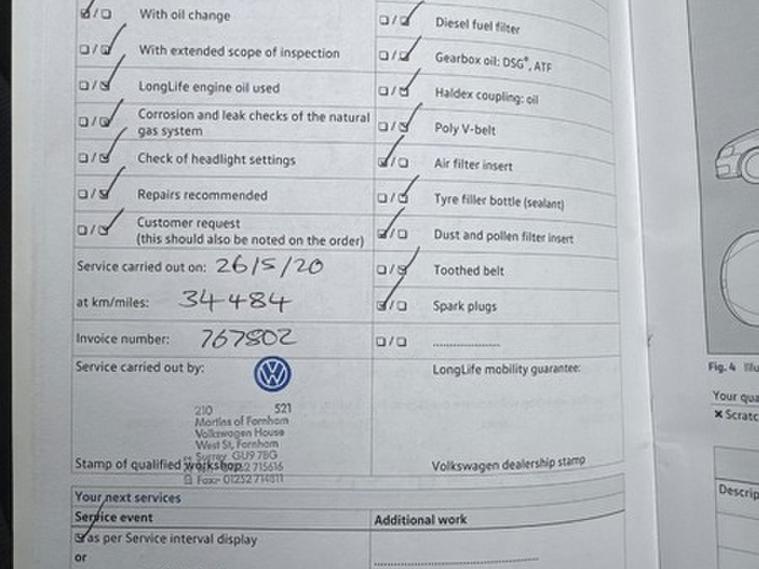 With oil change
With extended scope of inspection
LongLife engine oil used
Corrosion and leak checks of the natural
gas system
Check of headlight settings
Repairs recommended
Customer request
(this should also be noted on the order)
Service carried out on: 26/5/20
at km/miles: 34484
Invoice number: 767802
Service carried out by:
VW
210 521
Martins of Farnham
Volkswagen House
West St, Farnham
Surrey GU9 7BG
Stamp of qualified workshop 715616
Fax: 01252 714811
Diesel fuel filter
Gearbox oil: DSG®, ATF
Haldex coupling: oil
Poly V-belt
Air filter insert
Tyre filler bottle (sealant)
Dust and pollen filter insert
Toothed belt
Spark plugs
....................
LongLife mobility guarantee:
Volkswagen dealership stamp
Your next services
Service event
Additional work
as per Service interval display
or
Fig. 4
Your qua
× Scratc
Descrip